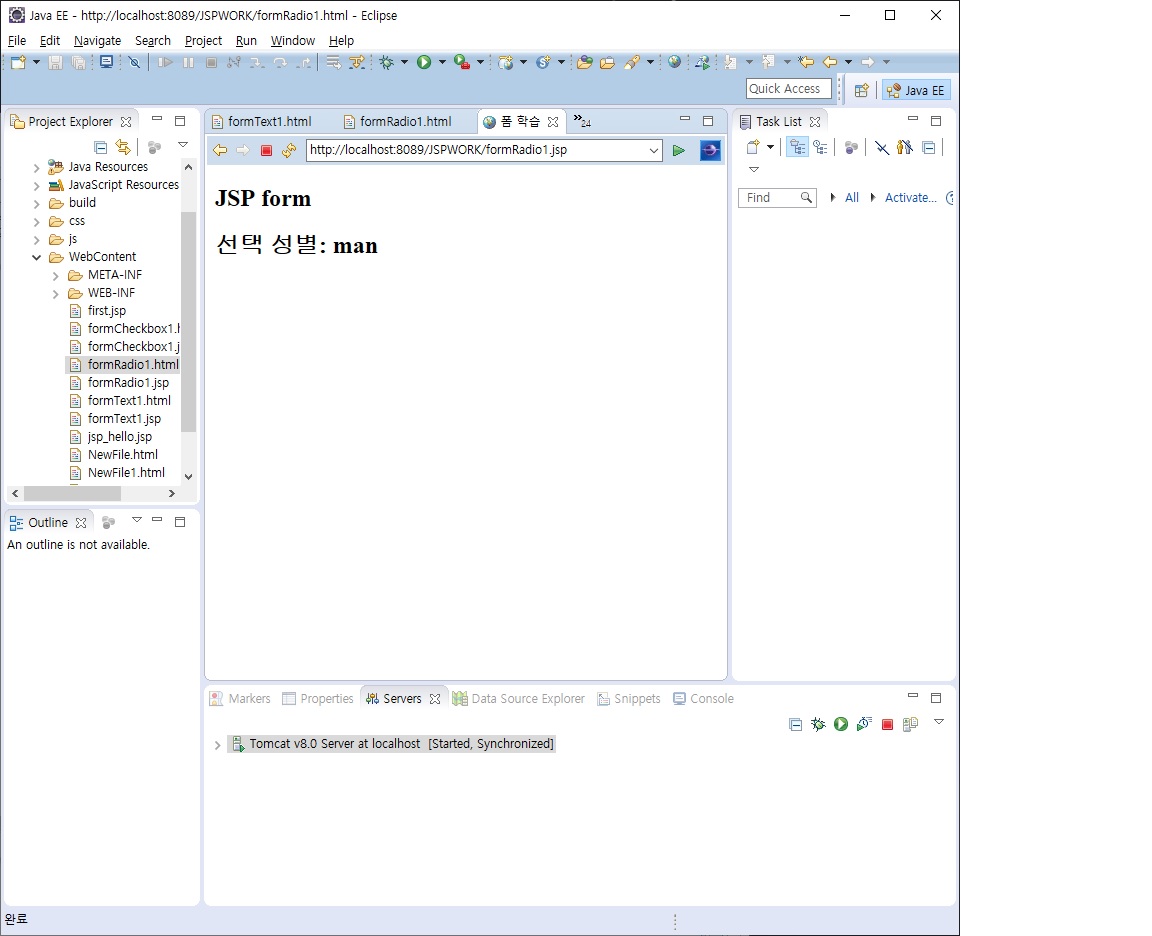 Java EE - http://localhost:8089/JSPWORK/formRadio1.html - Eclipse
File Edit Navigate Search Project Run Window Help
Quick Access
Java EE
Project Explorer
Java Resources
JavaScript Resources
build
css
js
WebContent
META-INF
WEB-INF
first.jsp
formCheckbox1.h
formCheckbox1.j
formRadio1.html
formRadio1.jsp
formText1.html
formText1.jsp
jsp_hello.jsp
NewFile.html
NewFile1.html
Outline
An outline is not available.
formText1.html formRadio1.html 폼 학습 »24
http://localhost:8089/JSPWORK/formRadio1.jsp
JSP form
선택 성별: man
Task List
Find All Activate...
Markers Properties Servers Data Source Explorer Snippets Console
Tomcat v8.0 Server at localhost [Started, Synchronized]
완료